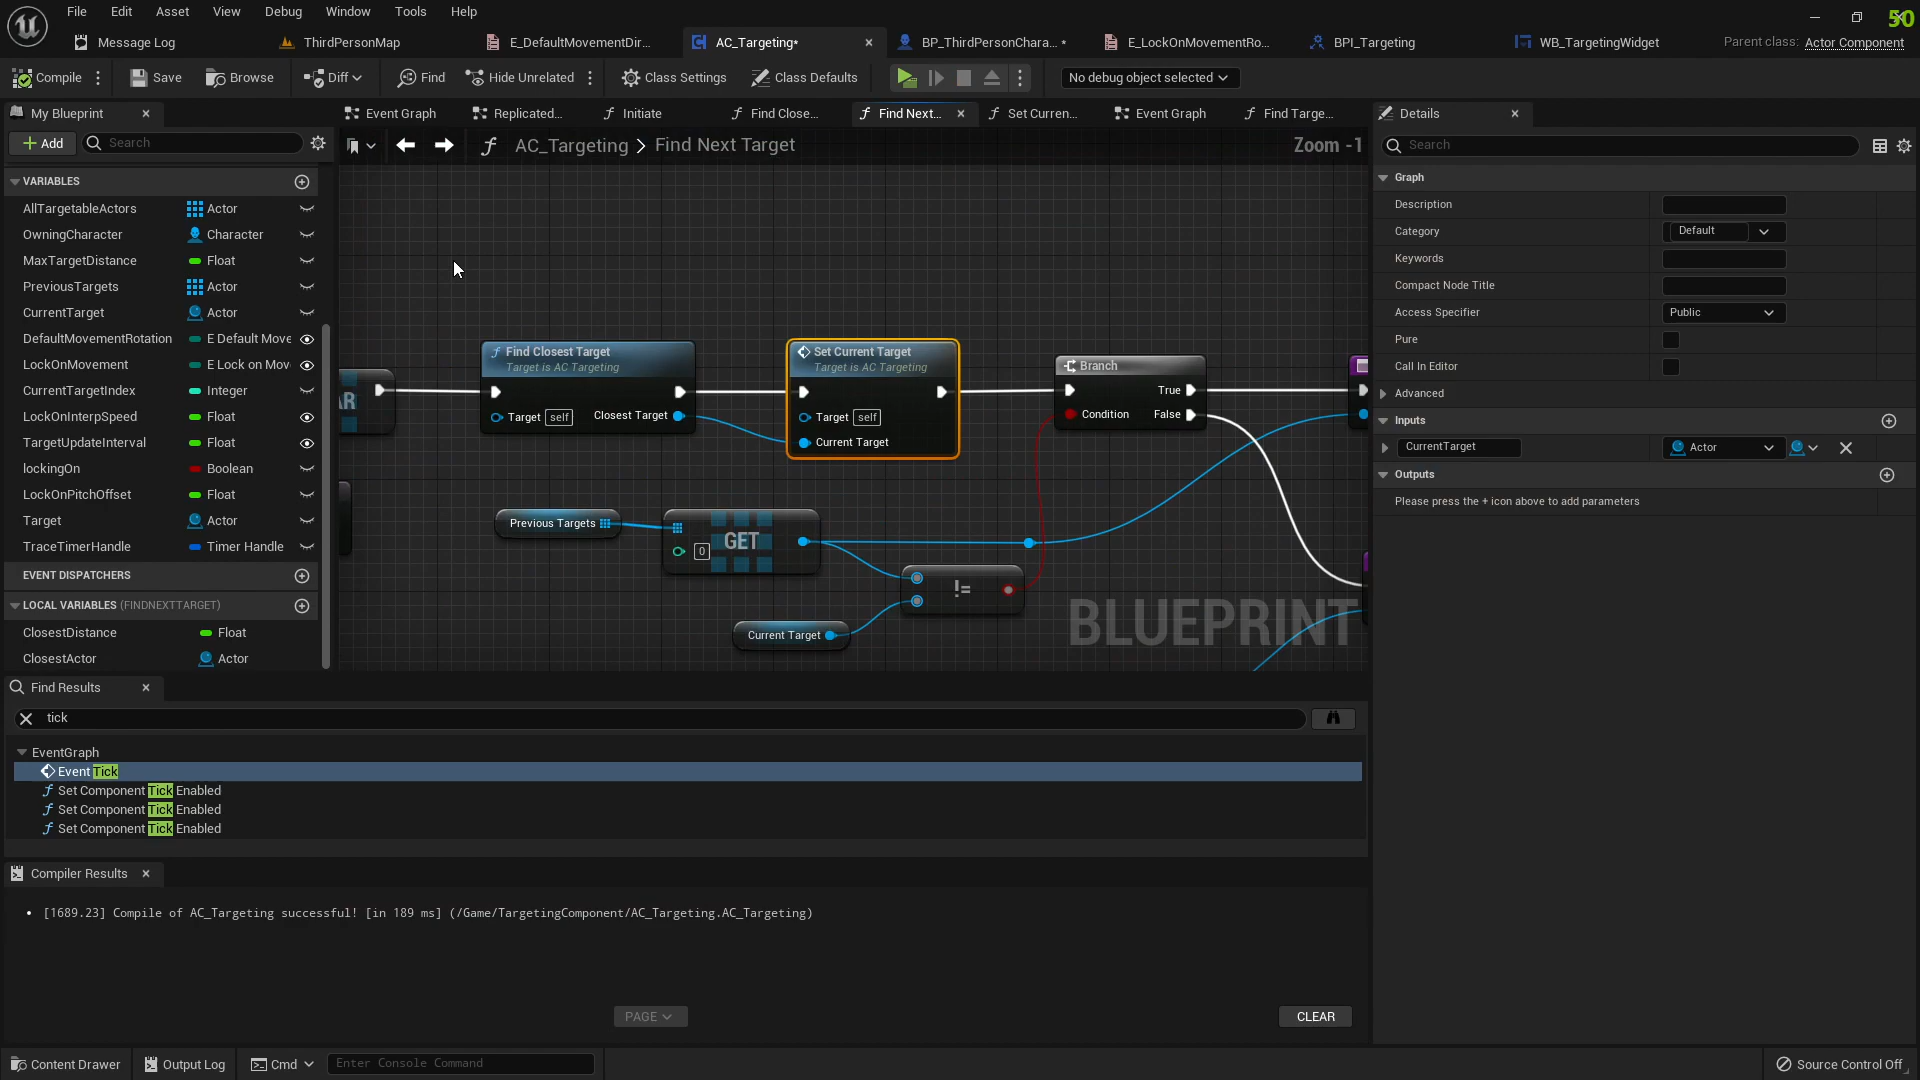 File Edit Asset View Debug Window Tools Help
50
Message Log
ThirdPersonMap
E_DefaultMovementDir...
AC_Targeting*
BP_ThirdPersonChara... *
E_LockOnMovementRo...
BPI_Targeting
WB_TargetingWidget
Parent class: Actor Component
Compile
Save
Browse
Diff
Find
Hide Unrelated
Class Settings
Class Defaults
No debug object selected
My Blueprint
Event Graph
Replicated...
Initiate
Find Close...
Find Next...
Set Curren...
Event Graph
Find Targe...
Details
Add
Search
AC_Targeting > Find Next Target
Zoom -1
Search
VARIABLES
AllTargetableActors Actor
OwningCharacter Character
MaxTargetDistance Float
PreviousTargets Actor
CurrentTarget Actor
DefaultMovementRotation E Default Move
LockOnMovement E Lock on Mov
CurrentTargetIndex Integer
LockOnInterpSpeed Float
TargetUpdateInterval Float
lockingOn Boolean
LockOnPitchOffset Float
Target Actor
TraceTimerHandle Timer Handle
EVENT DISPATCHERS
LOCAL VARIABLES (FINDNEXTTARGET)
ClosestDistance Float
ClosestActor Actor
AR
Find Closest Target
Target is AC Targeting
Target self Closest Target
Set Current Target
Target is AC Targeting
Target self
Current Target
Branch
True
Condition False
Previous Targets
GET
0
!=
Current Target
BLUEPRINT
Graph
Description
Category Default
Keywords
Compact Node Title
Access Specifier Public
Pure
Call In Editor
Advanced
Inputs
CurrentTarget Actor
Outputs
Please press the + icon above to add parameters
Find Results
tick
EventGraph
Event Tick
Set Component Tick Enabled
Set Component Tick Enabled
Set Component Tick Enabled
Compiler Results
[1689.23] Compile of AC_Targeting successful! [in 189 ms] (/Game/TargetingComponent/AC_Targeting.AC_Targeting)
PAGE
CLEAR
Content Drawer
Output Log
Cmd
Enter Console Command
Source Control Off